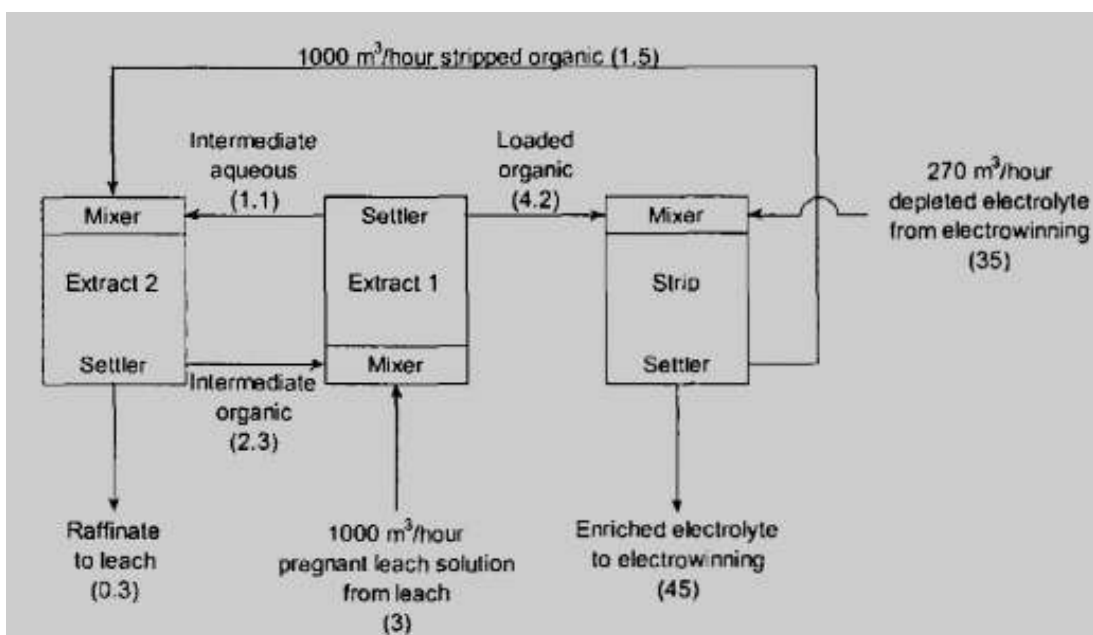 1000 m³/hour stripped organic (1.5)
Intermediate
aqueous
(1.1)
Loaded
organic
(4.2)
270 m³/hour
depleted electrolyte
from electrowinning
(35)
Mixer
Settler
Mixer
Extract 2
Extract 1
Strip
Settler
Mixer
Settler
Intermediate
organic
(2.3)
Raffinate
to leach
(0.3)
1000 m³/hour
pregnant leach solution
from leach
(3)
Enriched electrolyte
to electrowinning
(45)